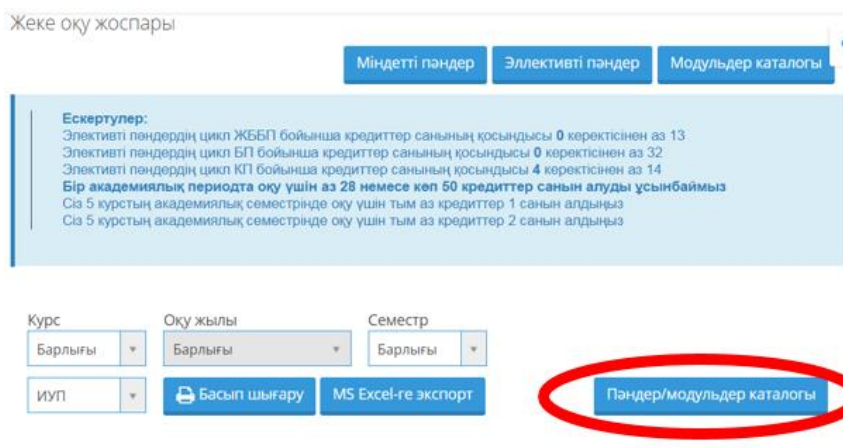 Жеке оқу жоспары
Міндетті пәндер Эллективті пәндер Модульдер каталогы
Ескертулер:
Элективті пәндердің цикл ЖББП бойынша кредиттер санының қосындысы 0 керектісінен аз 13
Элективті пәндердің цикл БП бойынша кредиттер санының қосындысы 0 керектісінен аз 32
Элективті пәндердің цикл КП бойынша кредиттер санының қосындысы 4 керектісінен аз 14
Бір академиялық периодта оқу үшін аз 28 немесе көп 50 кредиттер санын алуды ұсынбаймыз
Сіз 5 курстың академиялық семестрінде оқу үшін тым аз кредиттер 1 санын алдыңыз
Сіз 5 курстың академиялық семестрінде оқу үшін тым аз кредиттер 2 санын алдыңыз
Курс Оқу жылы Семестр
Барлығы Барлығы Барлығы
ИУП Басып шығару MS Excel-ге экспорт Пәндер/модульдер каталогы